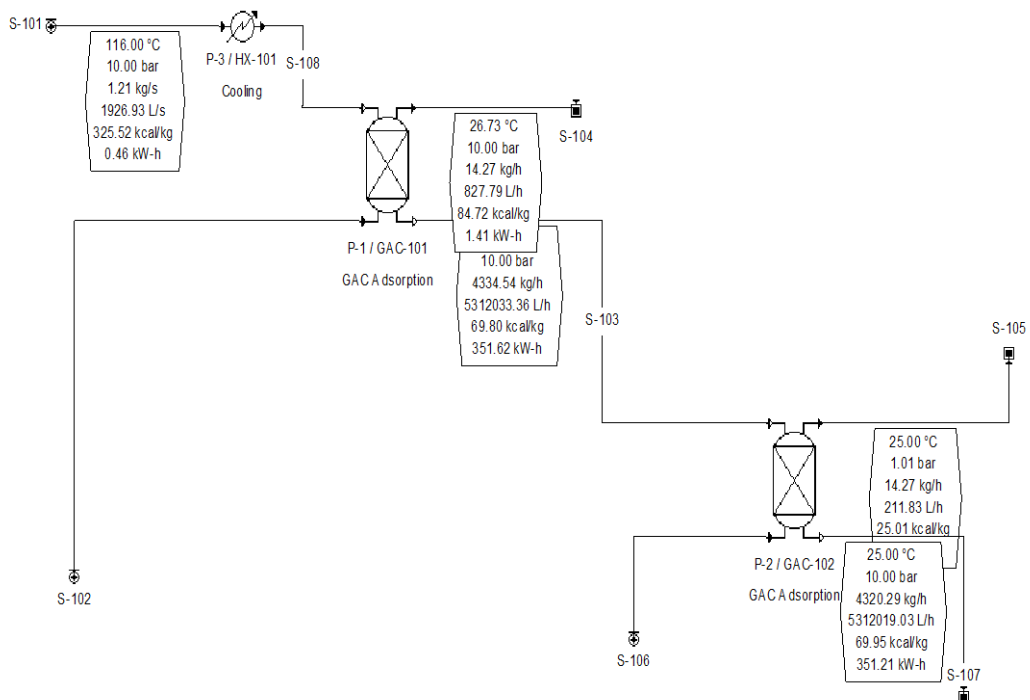 S-101
116.00 °C
10.00 bar
1.21 kg/s
1926.93 L/s
325.52 kcal/kg
0.46 kW-h
P-3 / HX-101
Cooling
S-108
S-104
26.73 °C
10.00 bar
14.27 kg/h
827.79 L/h
84.72 kcal/kg
1.41 kW-h
P-1 / GAC-101
GAC Adsorption
10.00 bar
4334.54 kg/h
5312033.36 L/h
69.80 kcal/kg
351.62 kW-h
S-103
S-105
25.00 °C
1.01 bar
14.27 kg/h
211.83 L/h
25.01 kcal/kg
P-2 / GAC-102
GAC Adsorption
25.00 °C
10.00 bar
4320.29 kg/h
5312019.03 L/h
69.95 kcal/kg
351.21 kW-h
S-102
S-106
S-107